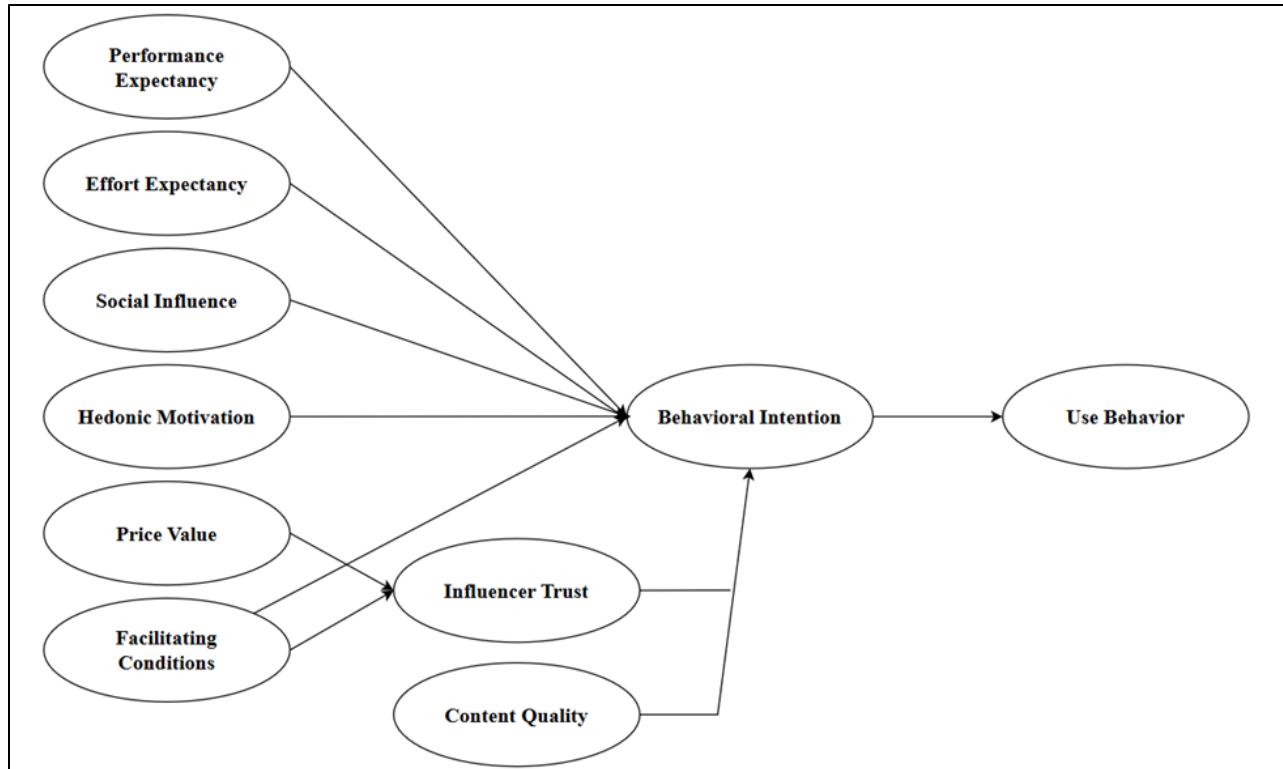 Performance
Expectancy
Effort Expectancy
Social Influence
Hedonic Motivation
Behavioral Intention
Use Behavior
Price Value
Influencer Trust
Facilitating
Conditions
Content Quality